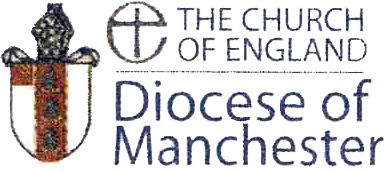 THE CHURCH
OF ENGLAND
Diocese of
Manchester